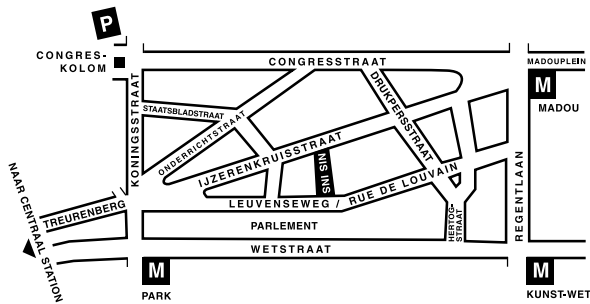 P
CONGRES-
KOLOM
CONGRESSTRAAT
MADOUPLEIN
M
MADOU
KONINGSSTRAAT
STAATSBLADSTRAAT
ONDERRICHTSTRAAT
DRUKPERSSTRAAT
IJZERENKRUISSTRAAT
INS INS
NAAR CENTRAAL STATION
TREURENBERG
LEUVENSEWEG / RUE DE LOUVAIN
REGENTLAAN
PARLEMENT
HERTOG-
STRAAT
WETSTRAAT
M
PARK
M
KUNST-WET